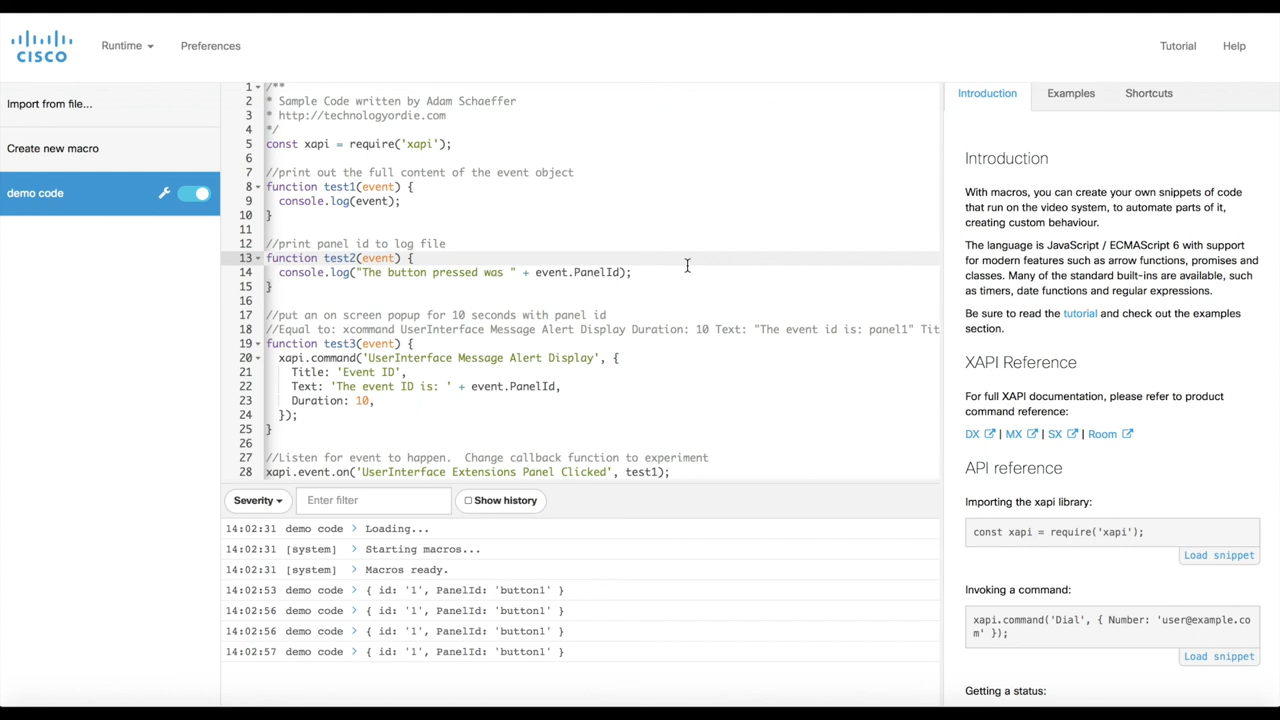 CISCO
Runtime
Preferences
Tutorial
Help
Import from file...
Create new macro
demo code
1 /**
2 * Sample Code written by Adam Schaeffer
3 * http://technologyordie.com
4 */
5 const xapi = require('xapi');
6
7 //print out the full content of the event object
8 function test1(event) {
9 console.log(event);
10 }
11
12 //print panel id to log file
13 function test2(event) {
14 console.log("The button pressed was " + event.PanelId);
15 }
16
17 //put an on screen popup for 10 seconds with panel id
18 //Equal to: xcommand UserInterface Message Alert Display Duration: 10 Text: "The event id is: panel1" Tit
19 function test3(event) {
20 xapi.command('UserInterface Message Alert Display', {
21 Title: 'Event ID',
22 Text: 'The event ID is: ' + event.PanelId,
23 Duration: 10,
24 });
25 }
26
27 //Listen for event to happen.  Change callback function to experiment
28 xapi.event.on('UserInterface Extensions Panel Clicked', test1);
Severity
Enter filter
Show history
14:02:31 demo code > Loading...
14:02:31 [system] > Starting macros...
14:02:31 [system] > Macros ready.
14:02:53 demo code > { id: '1', PanelId: 'button1' }
14:02:56 demo code > { id: '1', PanelId: 'button1' }
14:02:56 demo code > { id: '1', PanelId: 'button1' }
14:02:57 demo code > { id: '1', PanelId: 'button1' }
Introduction
Examples
Shortcuts
Introduction
With macros, you can create your own snippets of code
that run on the video system, to automate parts of it,
creating custom behaviour.
The language is JavaScript / ECMAScript 6 with support
for modern features such as arrow functions, promises and
classes. Many of the standard built-ins are available, such
as timers, date functions and regular expressions.
Be sure to read the tutorial and check out the examples
section.
XAPI Reference
For full XAPI documentation, please refer to product
command reference:
DX | MX | SX | Room
API reference
Importing the xapi library:
const xapi = require('xapi');
Load snippet
Invoking a command:
xapi.command('Dial', { Number: 'user@example.co
m' });
Load snippet
Getting a status: